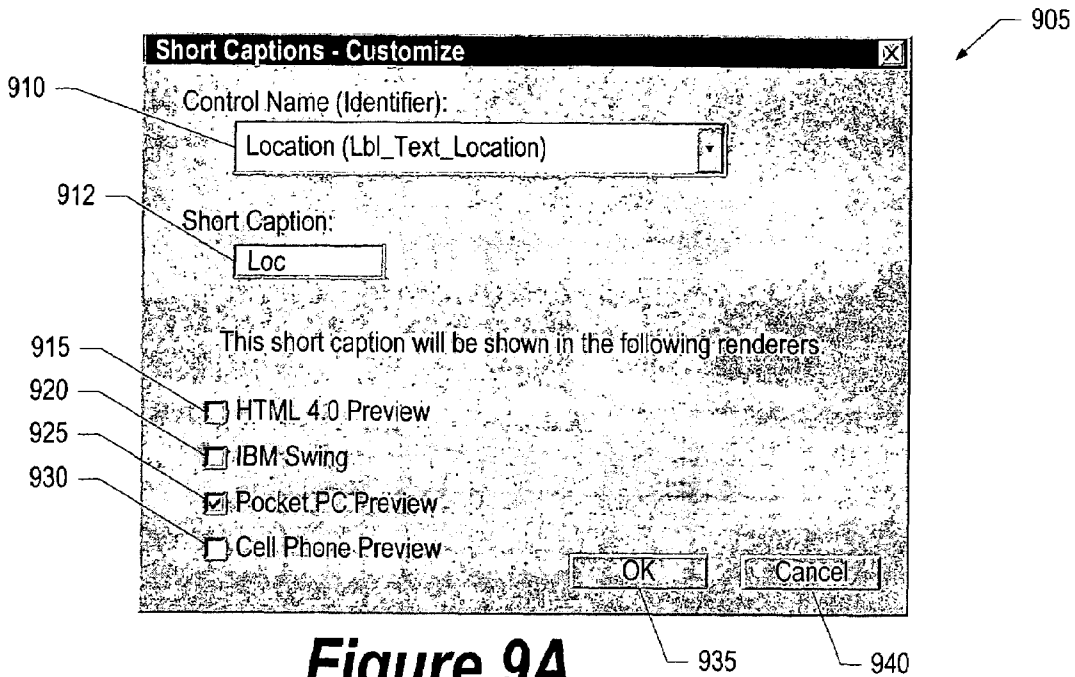 905
Short Captions - Customize
910
Control Name (Identifier):
Location (Lbl_Text_Location)
912
Short Caption:
Loc
This short caption will be shown in the following renderers
915
HTML 4.0 Preview
920
IBM Swing
925
Pocket PC Preview
930
Cell Phone Preview
OK
Cancel
935
940
Figure 9A